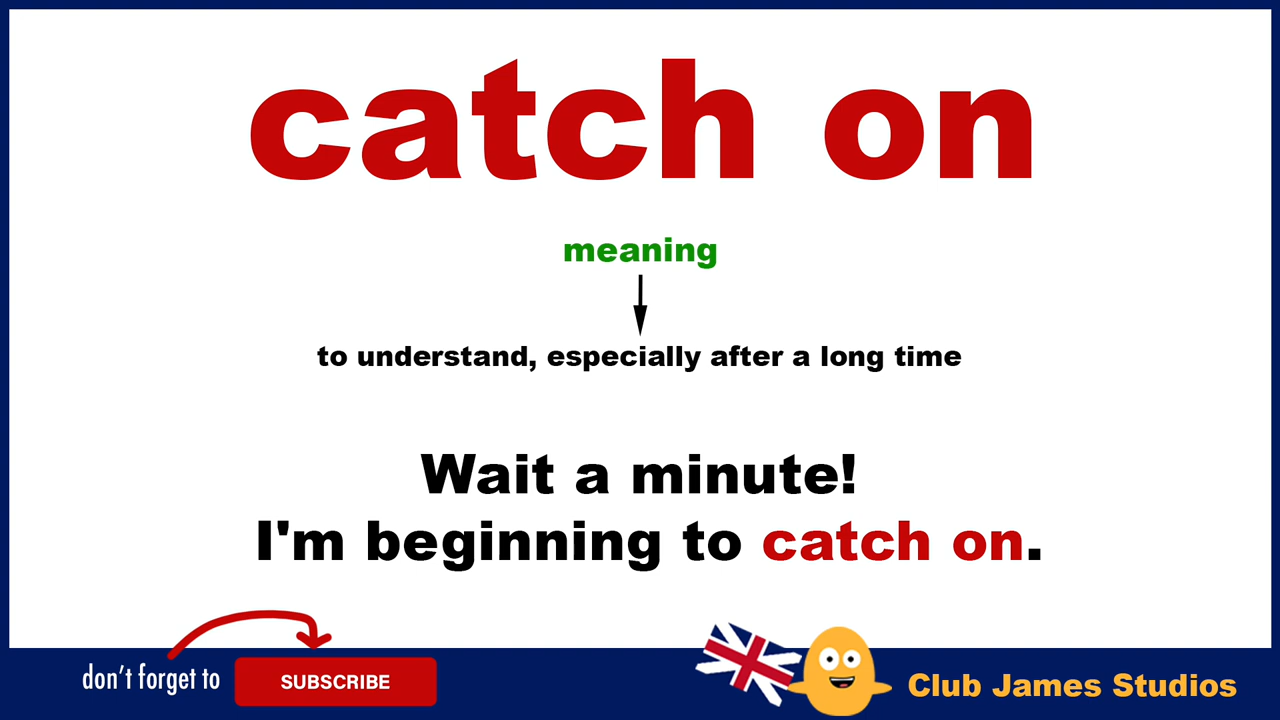 catch on
meaning
to understand, especially after a long time
Wait a minute!
I'm beginning to catch on.
don't forget to
SUBSCRIBE
Club James Studios